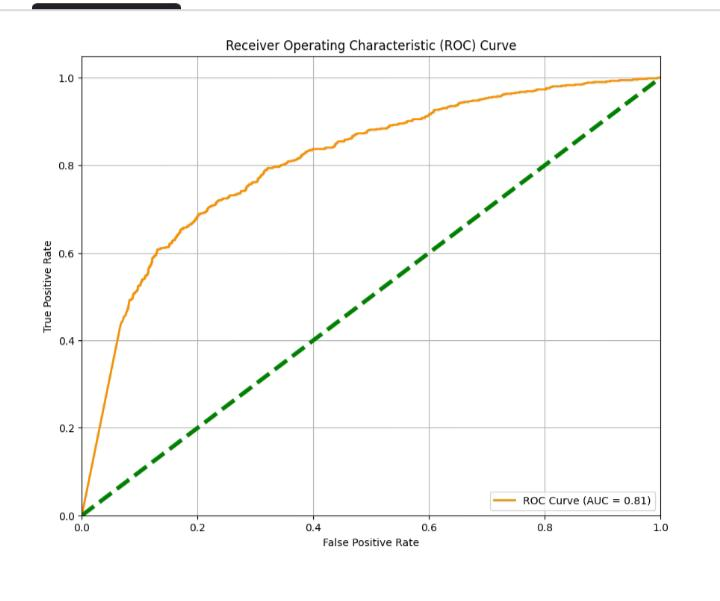 Receiver Operating Characteristic (ROC) Curve
1.0
0.8
0.6
0.4
0.2
0.0
True Positive Rate
0.0 0.2 0.4 0.6 0.8 1.0
False Positive Rate
ROC Curve (AUC = 0.81)